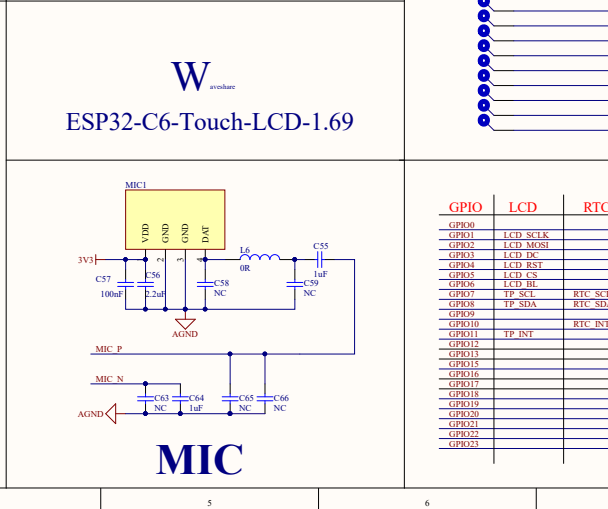 Waveshare
ESP32-C6-Touch-LCD-1.69
MIC1
VDD
GND
GND
DAT
2
3
4
3V3
C57
100nF
C56
2.2uF
L6
0R
C55
1uF
C58
NC
C59
NC
AGND
MIC_P
MIC_N
AGND
C63
NC
C64
1uF
C65
NC
C66
NC
MIC
GPIO LCD RTC
GPIO0
GPIO1 LCD_SCLK
GPIO2 LCD_MOSI
GPIO3 LCD_DC
GPIO4 LCD_RST
GPIO5 LCD_CS
GPIO6 LCD_BL
GPIO7 TP_SCL RTC_SCL
GPIO8 TP_SDA RTC_SDA
GPIO9
GPIO10 RTC_INT
GPIO11 TP_INT
GPIO12
GPIO13
GPIO15
GPIO16
GPIO17
GPIO18
GPIO19
GPIO20
GPIO21
GPIO22
GPIO23
5 6